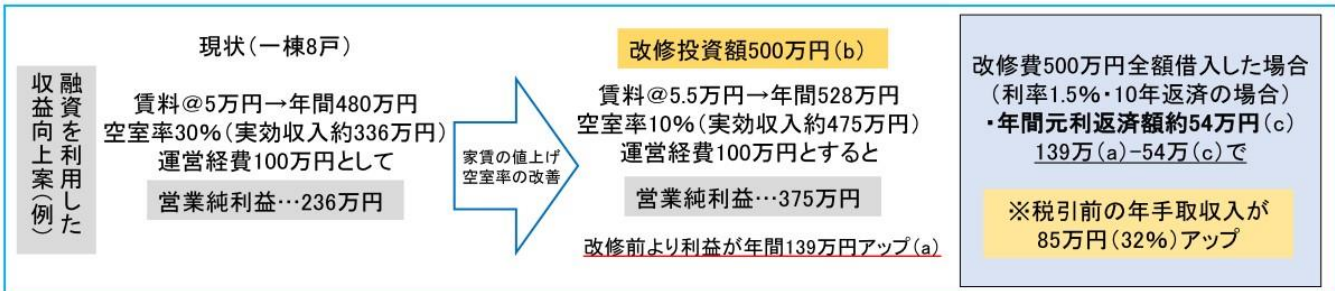 融資を利用した
収益向上案(例)
現状(一棟8戸)
賃料@5万円→年間480万円
空室率30%(実効収入約336万円)
運営経費100万円として
営業純利益…236万円
家賃の値上げ
空室率の改善
改修投資額500万円(b)
賃料@5.5万円→年間528万円
空室率10%(実効収入約475万円)
運営経費100万円とすると
営業純利益…375万円
改修前より利益が年間139万円アップ(a)
改修費500万円全額借入した場合
(利率1.5%・10年返済の場合)
・年間元利返済額約54万円(c)
139万(a)-54万(c)で
※税引前の年手取収入が
85万円(32%)アップ